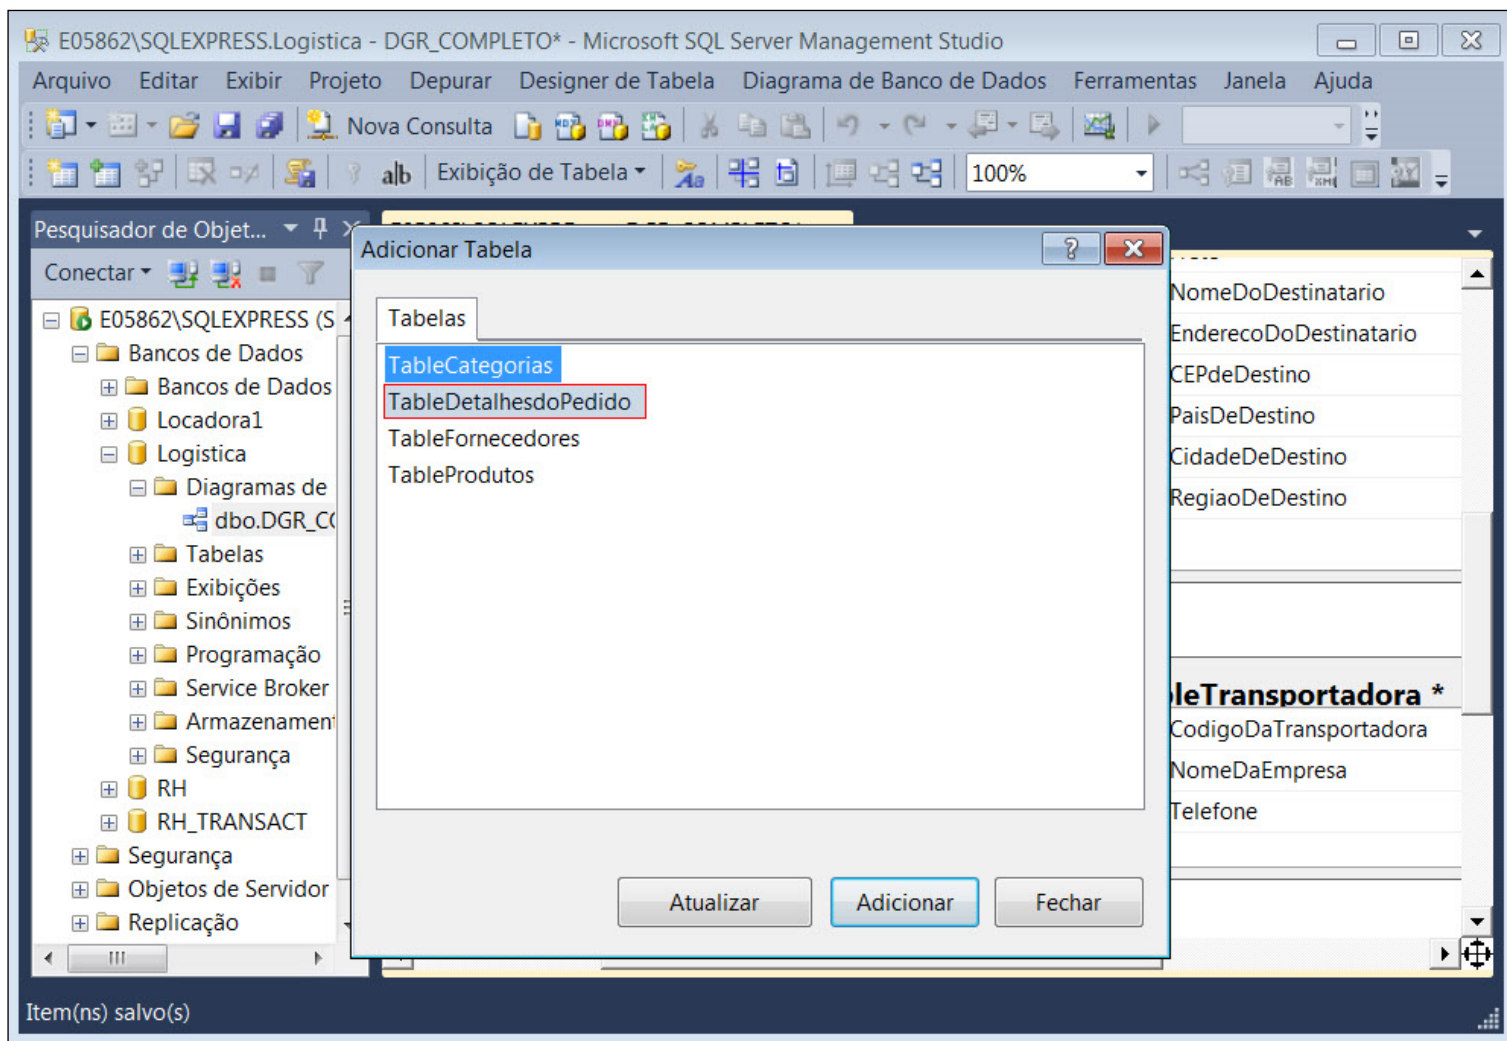 E05862\SQLEXPRESS.Logistica - DGR_COMPLETO* - Microsoft SQL Server Management Studio
Arquivo Editar Exibir Projeto Depurar Designer de Tabela Diagrama de Banco de Dados Ferramentas Janela Ajuda
Nova Consulta
Exibição de Tabela 100%
Pesquisador de Objet...
Conectar
E05862\SQLEXPRESS (S
Bancos de Dados
Bancos de Dados
Locadora1
Logistica
Diagramas de
dbo.DGR_C
Tabelas
Exibições
Sinônimos
Programação
Service Broker
Armazenament
Segurança
RH
RH_TRANSACT
Segurança
Objetos de Servidor
Replicação
Adicionar Tabela
Tabelas
TableCategorias
TableDetalhesdoPedido
TableFornecedores
TableProdutos
Atualizar Adicionar Fechar
NomeDoDestinatario
EnderecoDoDestinatario
CEPdeDestino
PaisDeDestino
CidadeDeDestino
RegiaoDeDestino
leTransportadora *
CodigoDaTransportadora
NomeDaEmpresa
Telefone
Item(ns) salvo(s)